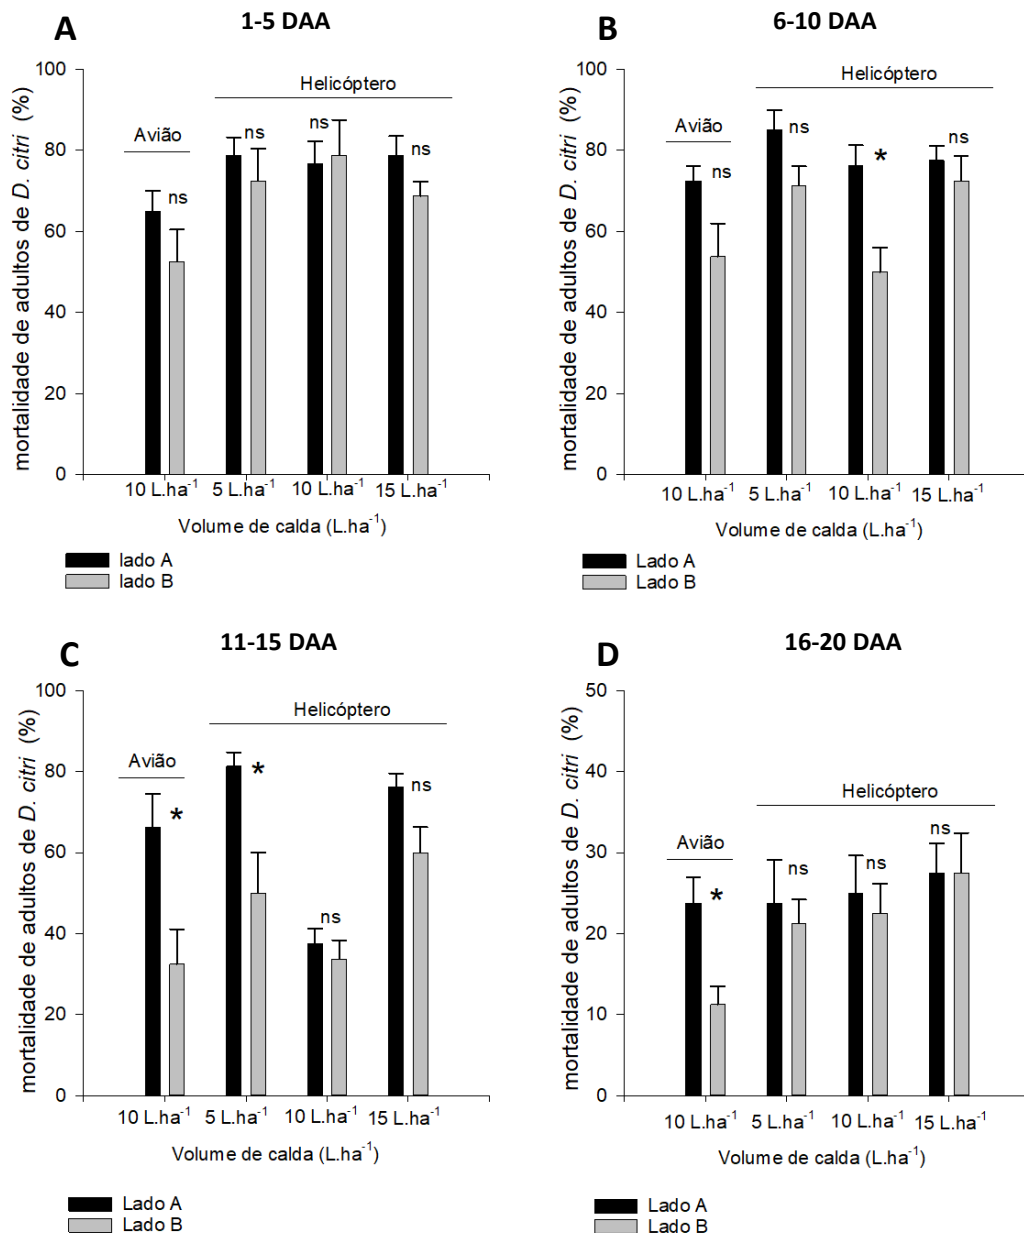 A
1-5 DAA
mortalidade de adultos de D. citri (%)
100
80
60
40
20
0
Avião
Helicóptero
ns
ns
ns
ns
10 L.ha⁻¹
5 L.ha⁻¹
10 L.ha⁻¹
15 L.ha⁻¹
Volume de calda (L.ha⁻¹)
lado A
lado B
B
6-10 DAA
mortalidade de adultos de D. citri (%)
100
80
60
40
20
0
Avião
Helicóptero
ns
ns
*
ns
10 L.ha⁻¹
5 L.ha⁻¹
10 L.ha⁻¹
15 L.ha⁻¹
Volume de calda (L.ha⁻¹)
Lado A
Lado B
C
11-15 DAA
mortalidade de adultos de D. citri (%)
100
80
60
40
20
0
Avião
Helicóptero
*
*
ns
ns
10 L.ha⁻¹
5 L.ha⁻¹
10 L.ha⁻¹
15 L.ha⁻¹
Volume de calda (L.ha⁻¹)
Lado A
Lado B
D
16-20 DAA
mortalidade de adultos de D. citri (%)
50
40
30
20
10
0
Avião
Helicóptero
*
ns
ns
ns
10 L.ha⁻¹
5 L.ha⁻¹
10 L.ha⁻¹
15 L.ha⁻¹
Volume de calda (L.ha⁻¹)
Lado A
Lado B